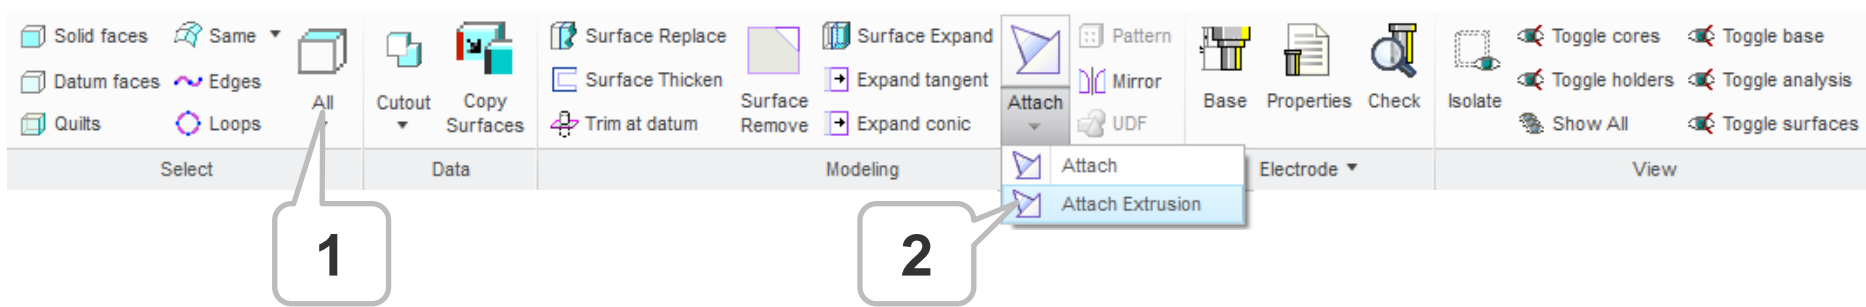 Solid faces
Datum faces
Quilts
Same
Edges
Loops
All
Select
Cutout
Copy
Surfaces
Data
Surface Replace
Surface Thicken
Trim at datum
Surface
Remove
Surface Expand
Expand tangent
Expand conic
Attach
Pattern
Mirror
UDF
Modeling
Attach
Attach Extrusion
Base
Properties
Check
Electrode
Isolate
Toggle cores
Toggle holders
Show All
Toggle base
Toggle analysis
Toggle surfaces
View
1
2